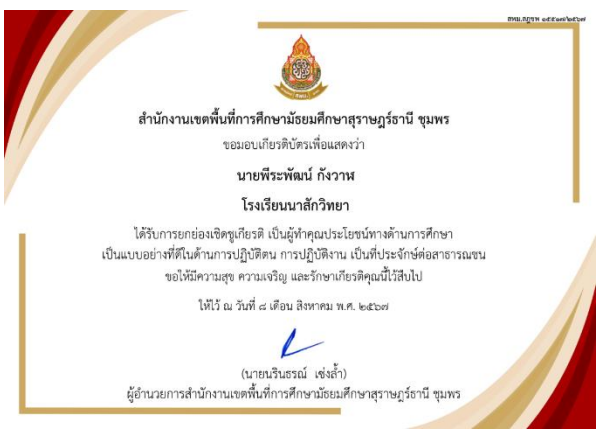 สพม.สฎชพ ๑๕๕๑๗/๒๕๖๗
สำนักงานเขตพื้นที่การศึกษามัธยมศึกษาสุราษฎร์ธานี ชุมพร
ขอมอบเกียรติบัตรเพื่อแสดงว่า
นายพีระพัฒน์ กังวาฬ
โรงเรียนนาสักวิทยา
ได้รับการยกย่องเชิดชูเกียรติ เป็นผู้ทำคุณประโยชน์ทางด้านการศึกษา
เป็นแบบอย่างที่ดีในด้านการปฏิบัติตน การปฏิบัติงาน เป็นที่ประจักษ์ต่อสาธารณชน
ขอให้มีความสุข ความเจริญ และรักษาเกียรติคุณนี้ไว้สืบไป
ให้ไว้ ณ วันที่ ๘ เดือน สิงหาคม พ.ศ. ๒๕๖๗
(นายนรินธรณ์ เซ่งล้ำ)
ผู้อำนวยการสำนักงานเขตพื้นที่การศึกษามัธยมศึกษาสุราษฎร์ธานี ชุมพร